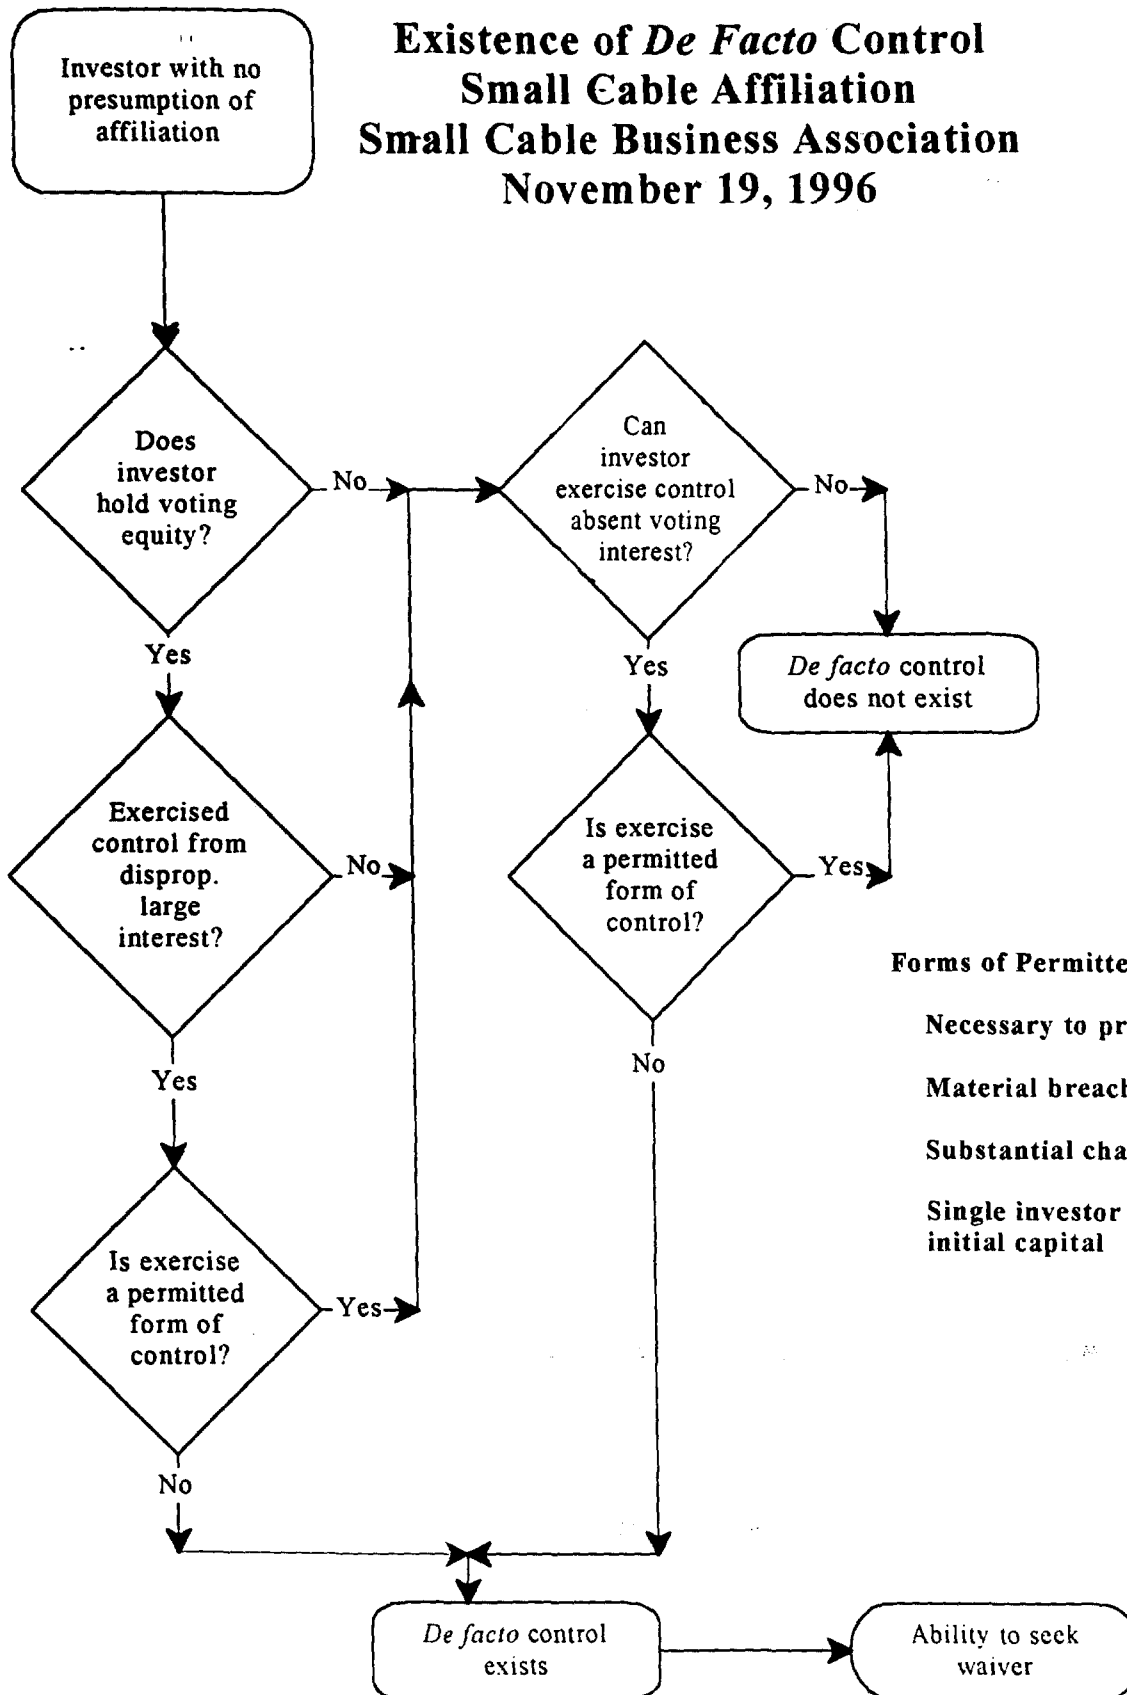 Existence of De Facto Control
Small Cable Affiliation
Small Cable Business Association
November 19, 1996
Investor with no
presumption of
affiliation
Does
investor
hold voting
equity?
No
Yes
Can
investor
exercise control
absent voting
interest?
No
Yes
De facto control
does not exist
Exercised
control from
disprop.
large
interest?
No
Yes
Is exercise
a permitted
form of
control?
Yes
No
Forms of Permitte
Necessary to pr
Material breach
Substantial cha
Single investor
initial capital
Is exercise
a permitted
form of
control?
Yes
No
De facto control
exists
Ability to seek
waiver